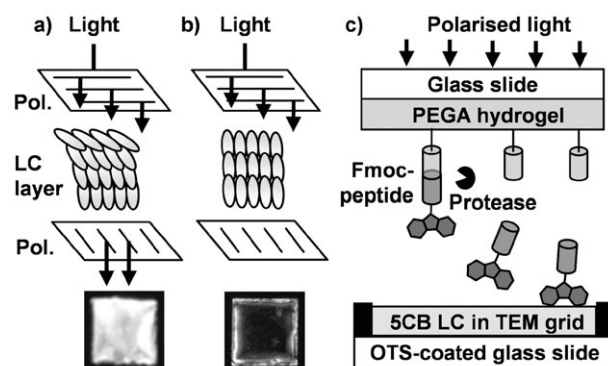 a) Light
b) Light
c) Polarised light
Pol.
LC
layer
Pol.
Glass slide
PEGA hydrogel
Fmoc-
peptide
Protease
5CB LC in TEM grid
OTS-coated glass slide